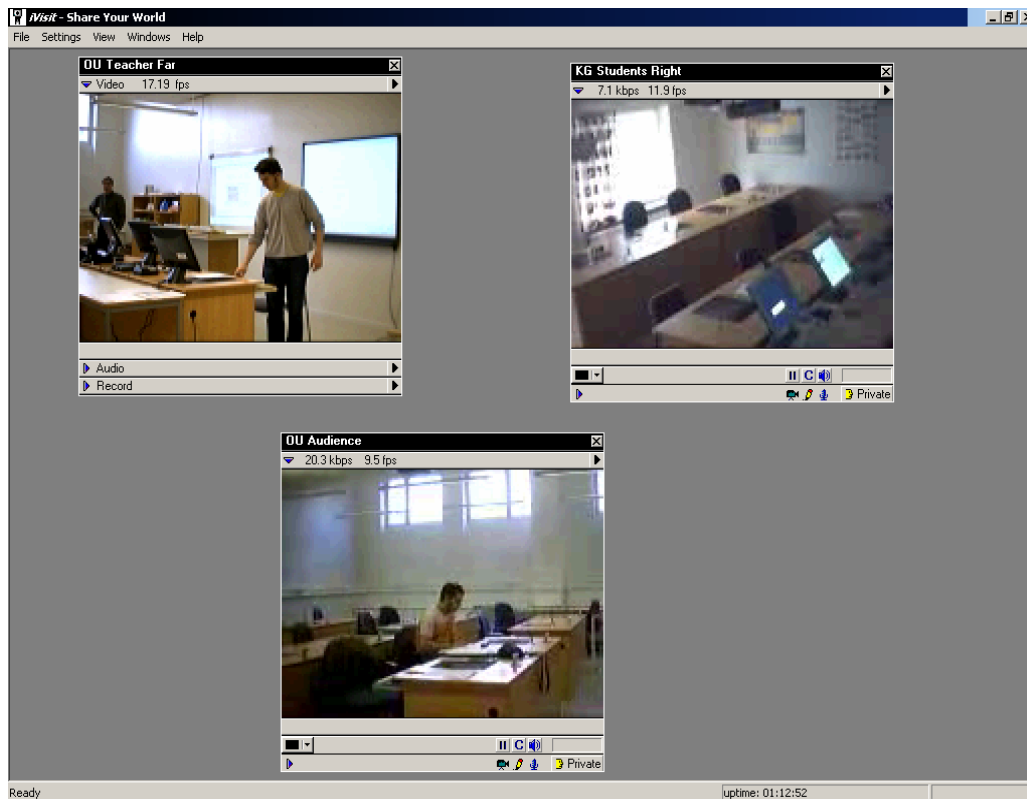 iVisit - Share Your World
File Settings View Windows Help
OU Teacher Far
Video 17.19 fps
Audio
Record
KG Students Right
7.1 kbps 11.9 fps
C
Private
OU Audience
20.3 kbps 9.5 fps
C
Private
Ready uptime: 01:12:52